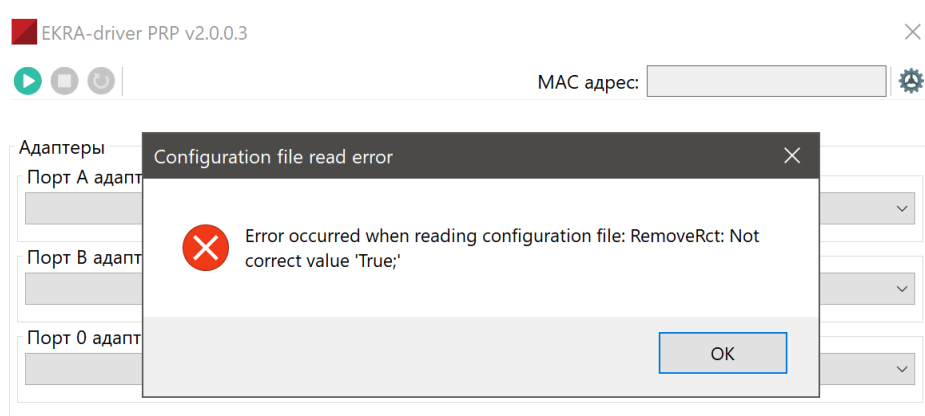 EKRA-driver PRP v2.0.0.3
MAC адрес:
Адаптеры
Порт A адапт
Configuration file read error
Error occurred when reading configuration file: RemoveRct: Not
correct value 'True;'
Порт B адапт
Порт 0 адапт
OK